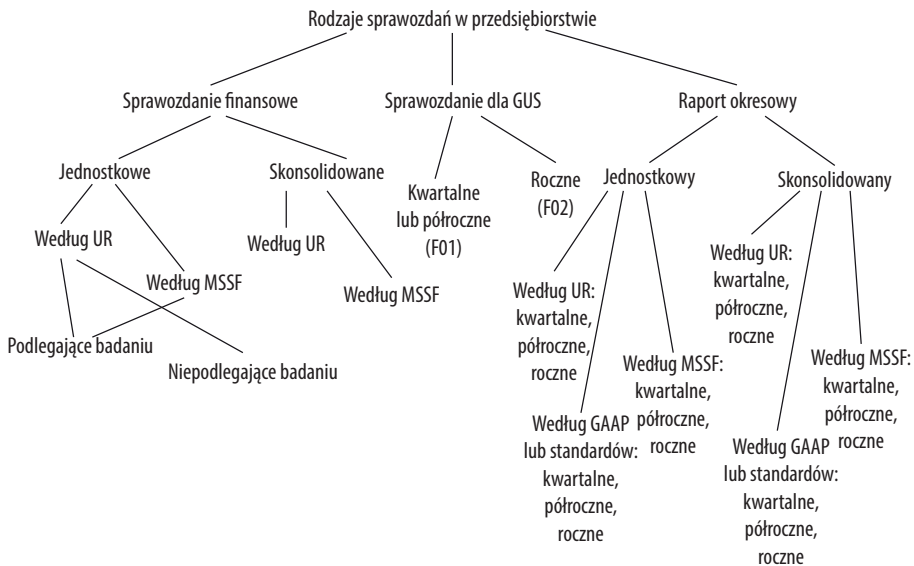 Rodzaje sprawozdań w przedsiębiorstwie
Sprawozdanie finansowe
Sprawozdanie dla GUS
Raport okresowy
Jednostkowe
Skonsolidowane
Kwartalne
lub półroczne
(F01)
Roczne
(F02)
Jednostkowy
Skonsolidowany
Według UR
Według MSSF
Według UR
Według MSSF
Podlegające badaniu
Niepodlegające badaniu
Według UR:
kwartalne,
półroczne,
roczne
Według GAAP
lub standardów:
kwartalne,
półroczne,
roczne
Według MSSF:
kwartalne,
półroczne,
roczne
Według UR:
kwartalne,
półroczne,
roczne
Według GAAP
lub standardów:
kwartalne,
półroczne,
roczne
Według MSSF:
kwartalne,
półroczne,
roczne